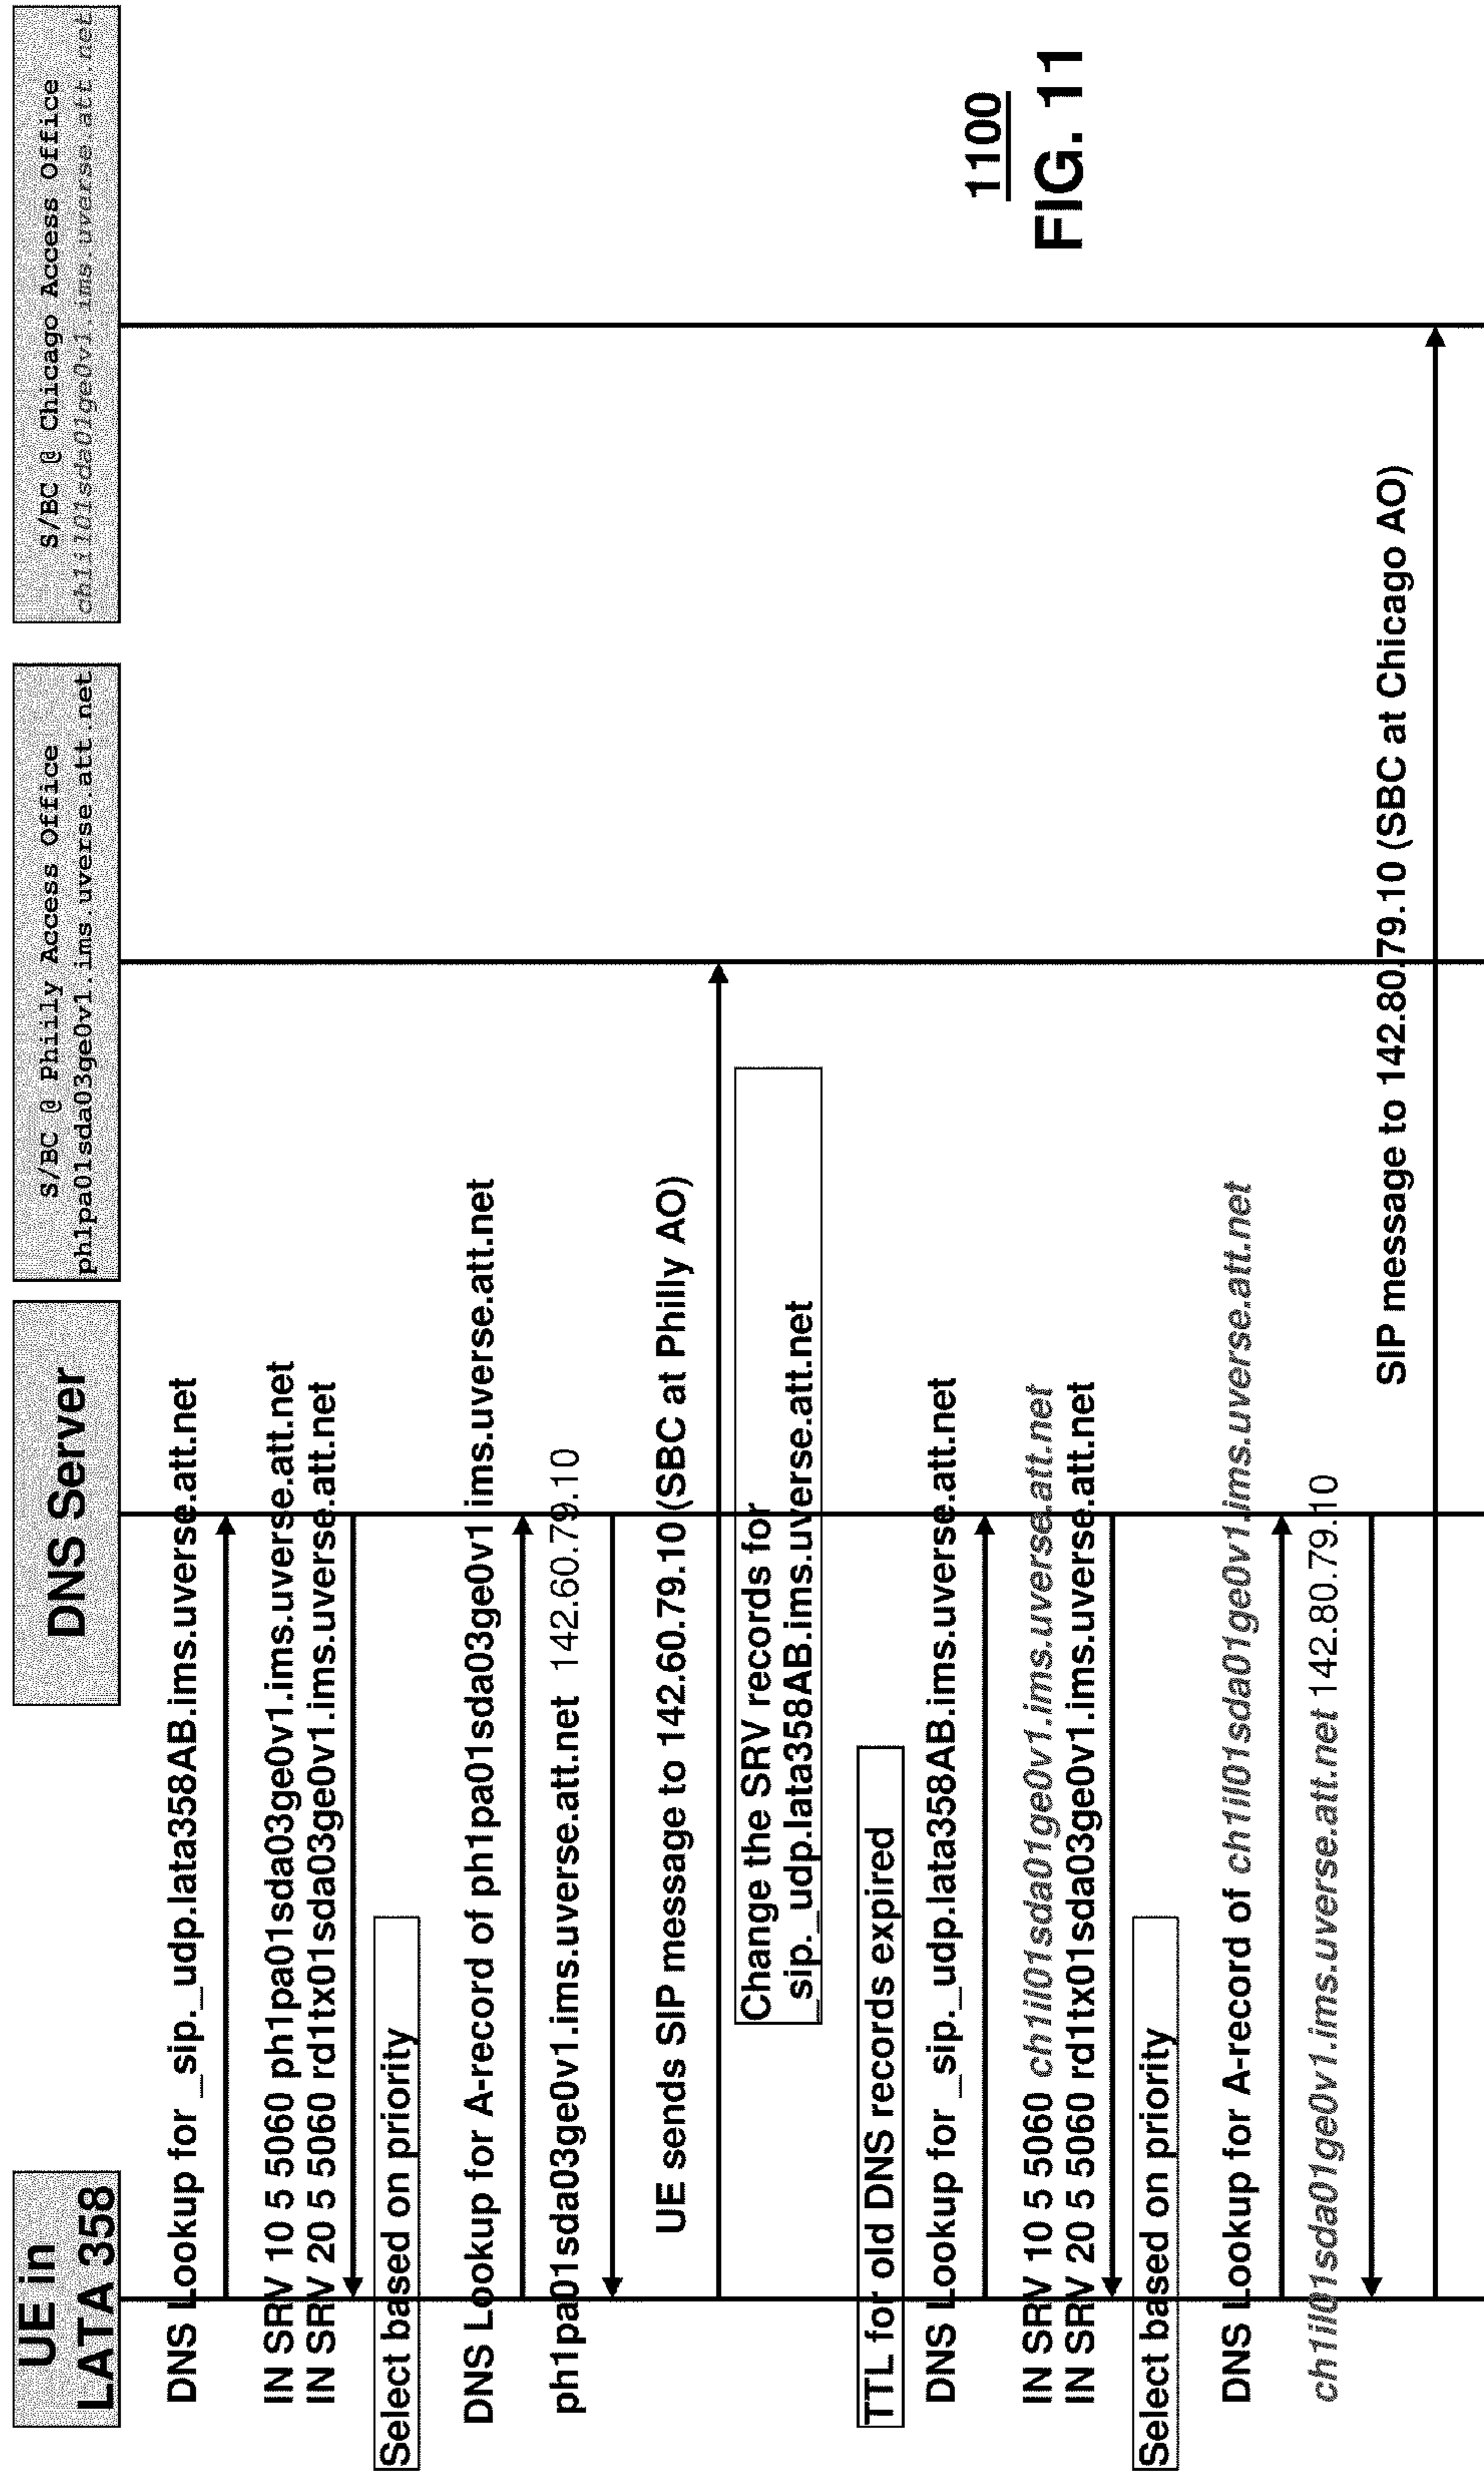 UE in
LATA 358
DNS Server
S/BC @ Philly Access Office
ph1pa01sda03ge0v1.ims.uverse.att.net
S/BC @ Chicago Access Office
ch1il01sda01ge0v1.ims.uverse.att.net
DNS Lookup for _sip._udp.lata358AB.ims.uverse.att.net
IN SRV 10 5 5060 ph1pa01sda03ge0v1.ims.uverse.att.net
IN SRV 20 5 5060 rd1tx01sda03ge0v1.ims.uverse.att.net
Select based on priority
DNS Lookup for A-record of ph1pa01sda03ge0v1 ims.uverse.att.net
ph1pa01sda03ge0v1.ims.uverse.att.net 142.60.79.10
UE sends SIP message to 142.60.79.10 (SBC at Philly AO)
Change the SRV records for
_sip._udp.lata358AB.ims.uverse.att.net
TTL for old DNS records expired
DNS Lookup for _sip._udp.lata358AB.ims.uverse.att.net
IN SRV 10 5 5060 ch1il01sda01ge0v1.ims.uverse.att.net
IN SRV 20 5 5060 rd1tx01sda03ge0v1.ims.uverse.att.net
Select based on priority
DNS Lookup for A-record of ch1il01sda01ge0v1.ims.uverse.att.net
ch1il01sda01ge0v1.ims.uverse.att.net 142.80.79.10
SIP message to 142.80.79.10 (SBC at Chicago AO)
1100
FIG. 11